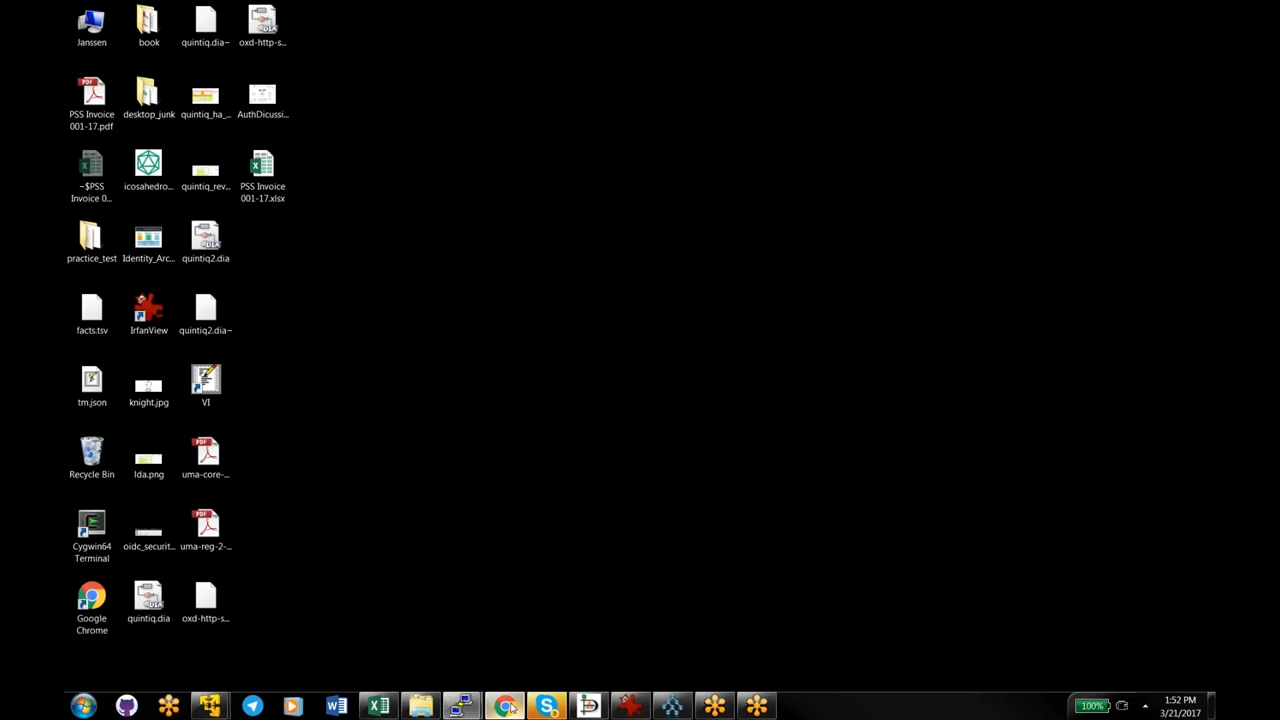 Janssen
book
quintiq.dia~
oxd-http-s...
PDF
PSS Invoice
001-17.pdf
desktop_junk
quintiq_ha_...
AuthDicussi...
~$PSS
Invoice 0...
icosahedro...
quintiq_rev...
PSS Invoice
001-17.xlsx
practice_test
Identity_Arc...
quintiq2.dia
facts.tsv
IrfanView
quintiq2.dia~
tm.json
knight.jpg
VI
Recycle Bin
lda.png
PDF
uma-core-...
Cygwin64
Terminal
oidc_securit...
PDF
uma-reg-2-...
Google
Chrome
quintiq.dia
oxd-http-s...
100%
1:52 PM
3/21/2017